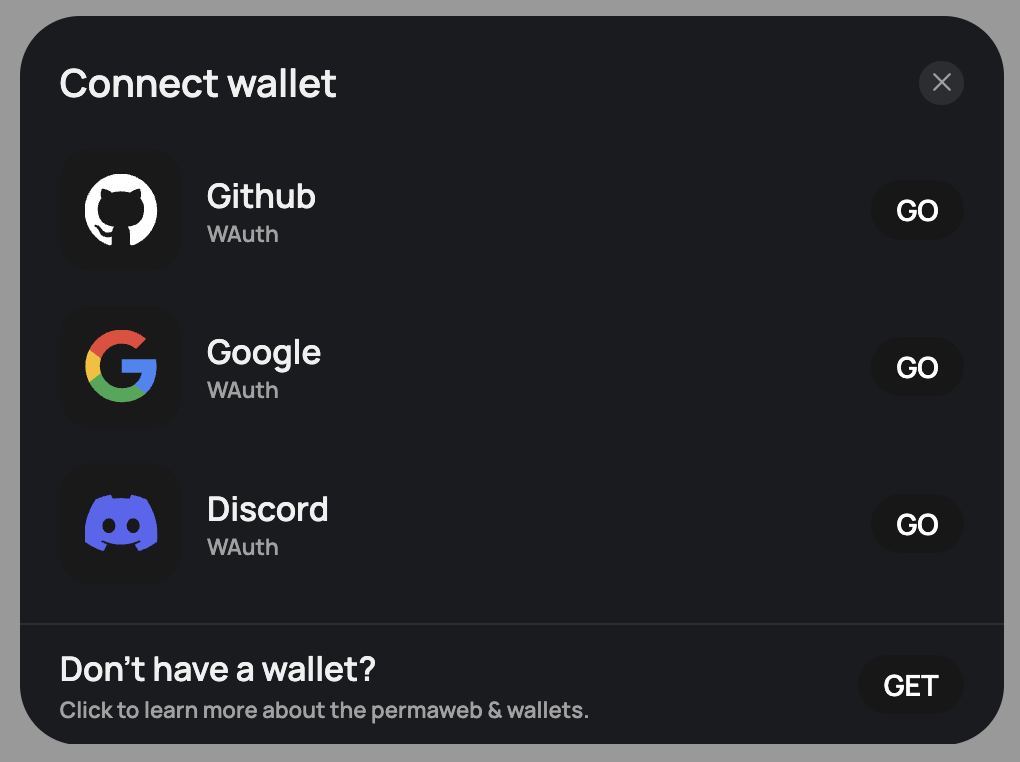 Connect wallet
Github
WAuth
GO
Google
WAuth
GO
Discord
WAuth
GO
Don't have a wallet?
Click to learn more about the permaweb & wallets.
GET